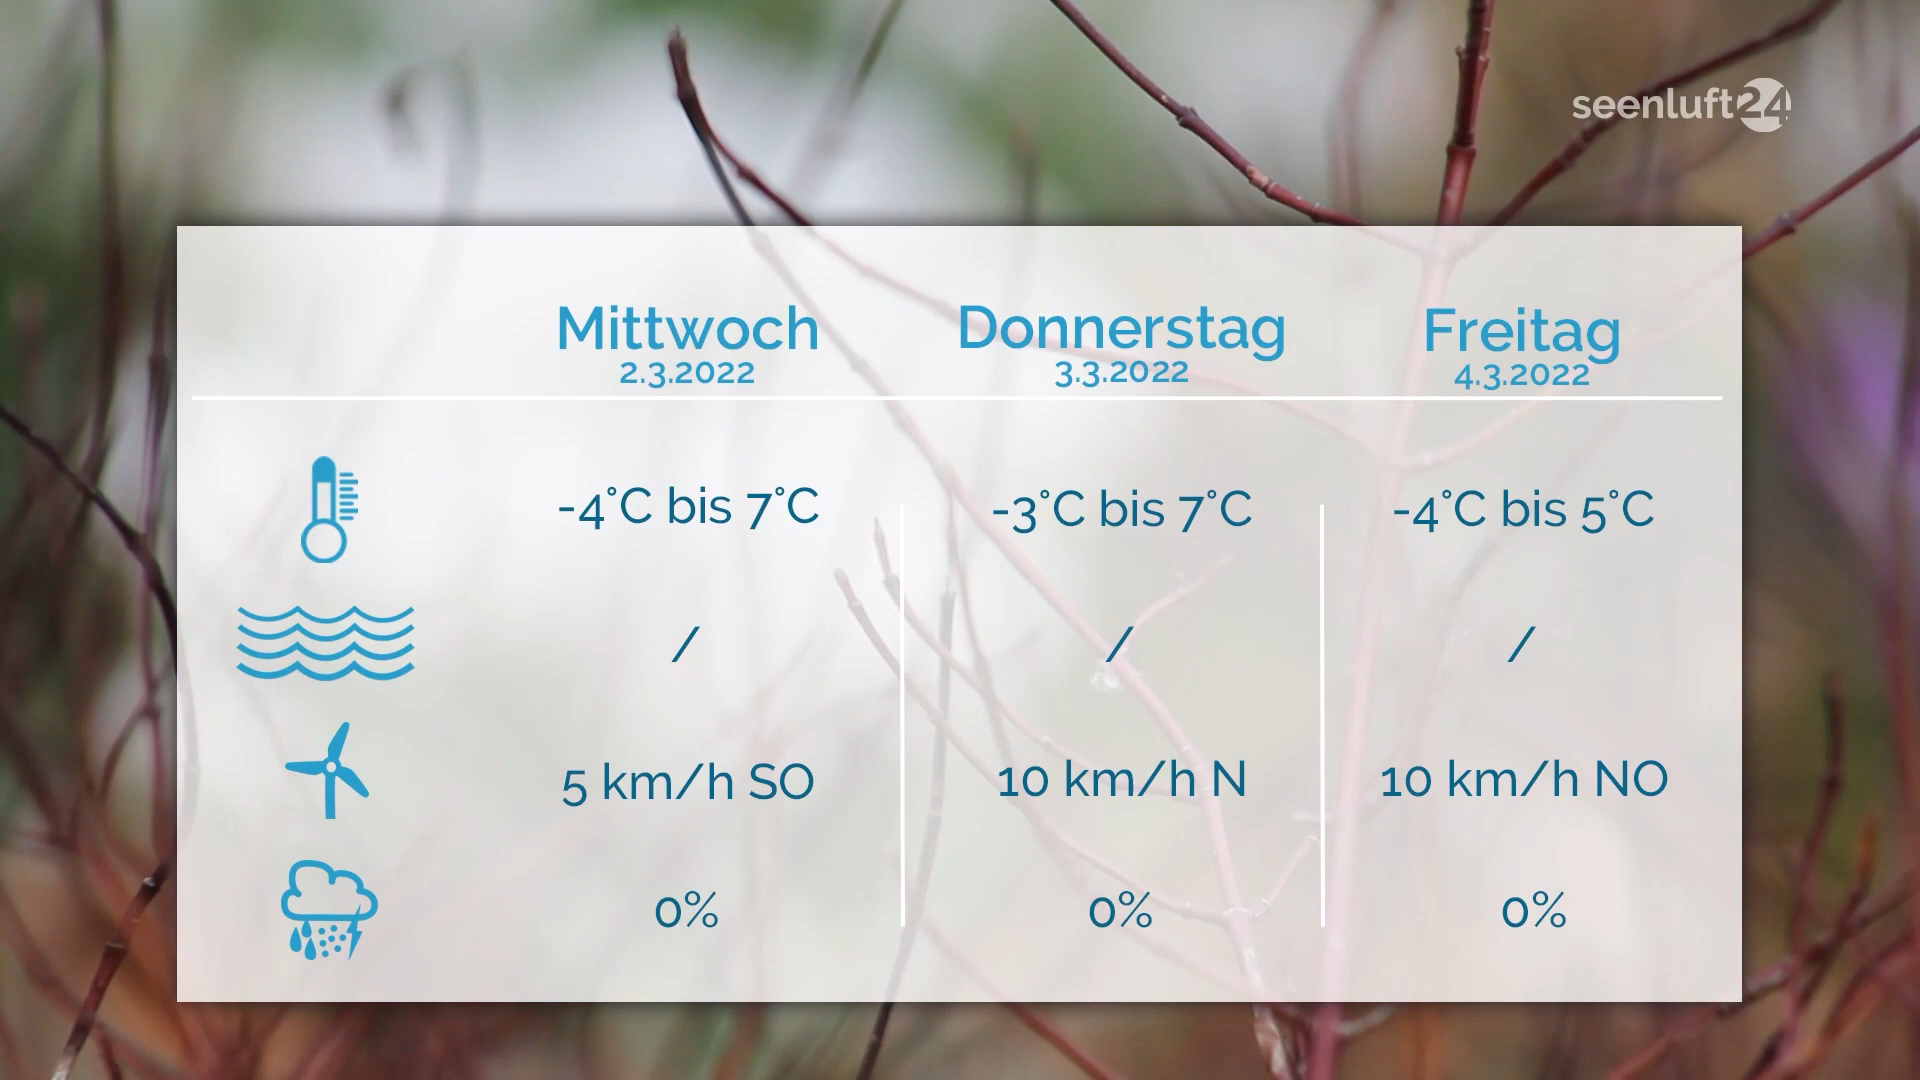 seenluft24
Mittwoch Donnerstag Freitag
2.3.2022 3.3.2022 4.3.2022
-4°C bis 7°C -3°C bis 7°C -4°C bis 5°C
/ / /
5 km/h SO 10 km/h N 10 km/h NO
0% 0% 0%